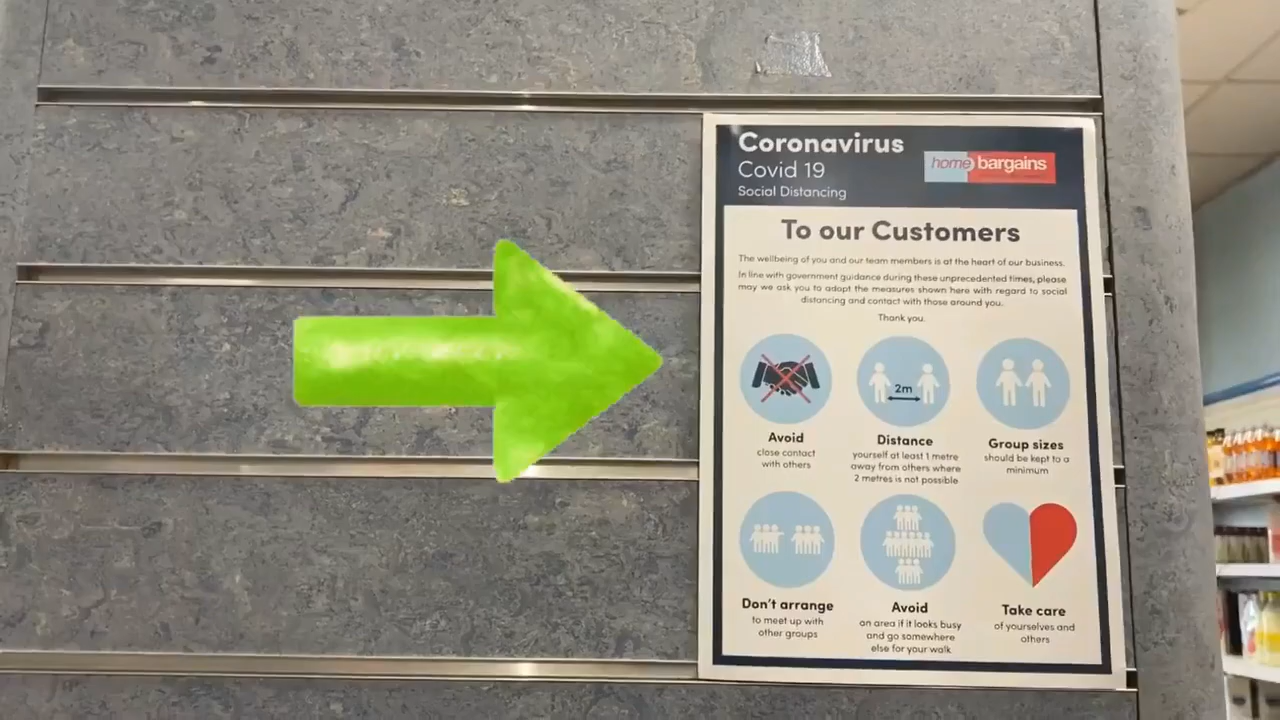 Coronavirus
Covid 19
Social Distancing
home bargains
To our Customers
The wellbeing of you and our team members is at the heart of our business.
In line with government guidance during these unprecedented times, please
may we ask you to adopt the measures shown here with regard to social
distancing and contact with those around you.
Thank you.
2m
Avoid
close contact
with others
Distance
yourself at least 1 metre
away from others where
2 metres is not possible
Group sizes
should be kept to a
minimum
Don't arrange
to meet up with
other groups
Avoid
an area if it looks busy
and go somewhere
else for your walk
Take care
of yourselves and
others